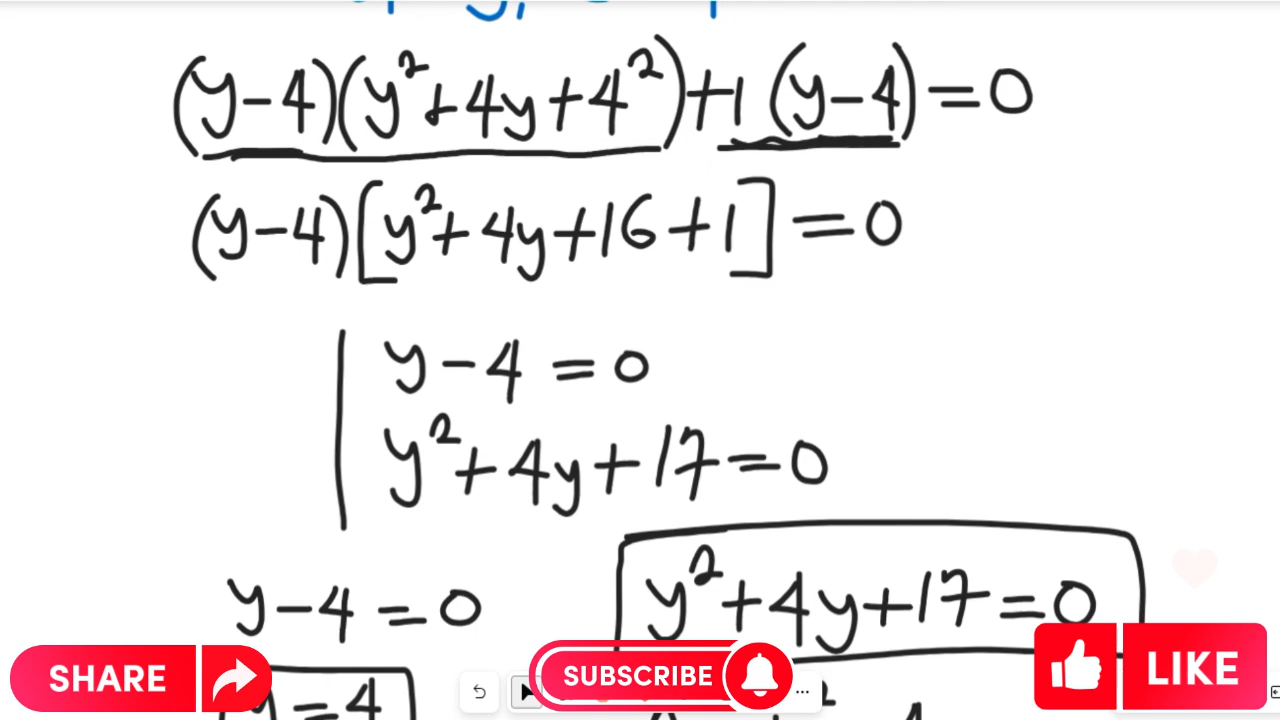 (y-4)(y²+4y+4²)+1(y-4)=0
(y-4)[y²+4y+16+1]=0
y-4=0
y²+4y+17=0
y-4=0
y²+4y+17=0
SHARE
SUBSCRIBE
LIKE
y=4